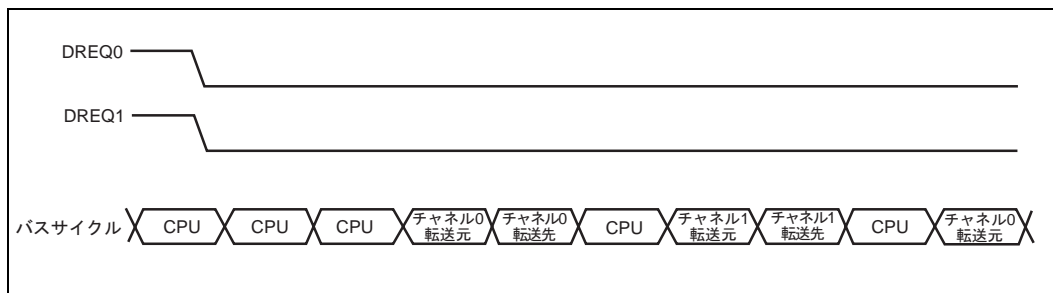 DREQ0
DREQ1
バスサイクル CPU CPU CPU チャネル0 転送元 チャネル0 転送先 CPU チャネル1 転送元 チャネル1 転送先 CPU チャネル0 転送元